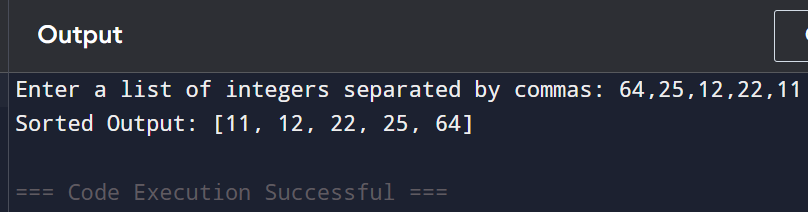 Output
Enter a list of integers separated by commas: 64,25,12,22,11
Sorted Output: [11, 12, 22, 25, 64]
=== Code Execution Successful ===